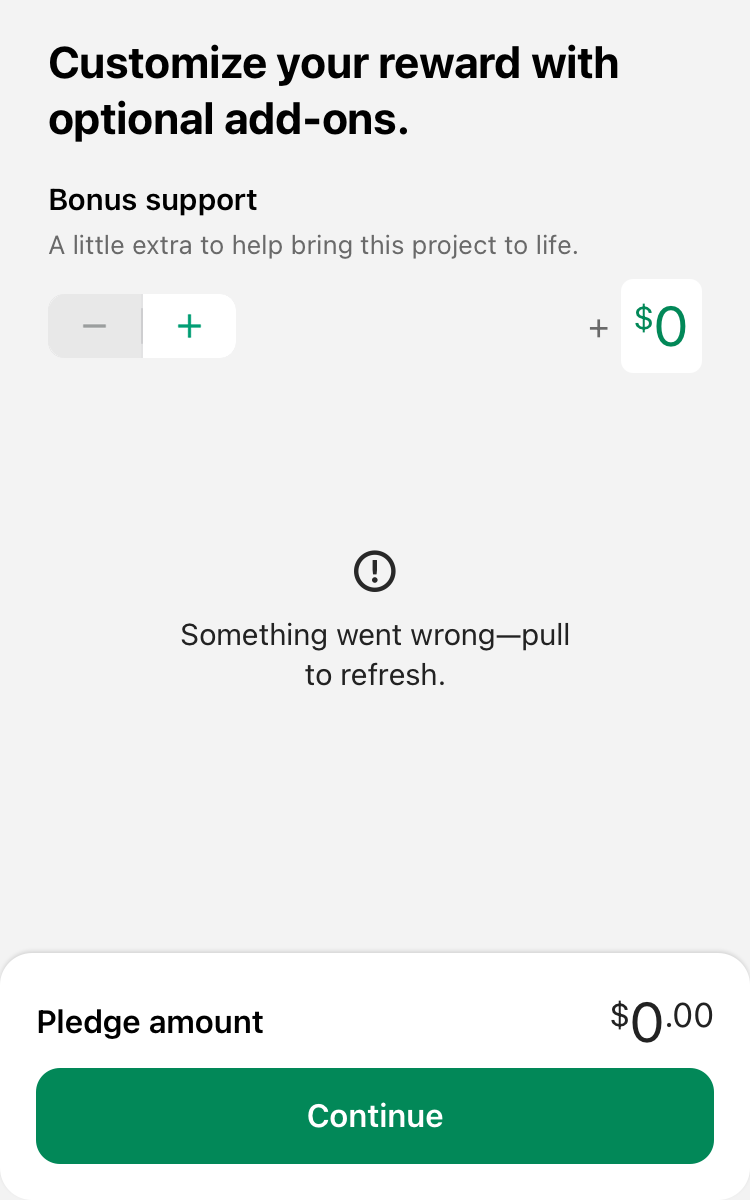 Customize your reward with
optional add-ons.
Bonus support
A little extra to help bring this project to life.
− +
+ $0
Something went wrong—pull
to refresh.
Pledge amount $0.00
Continue